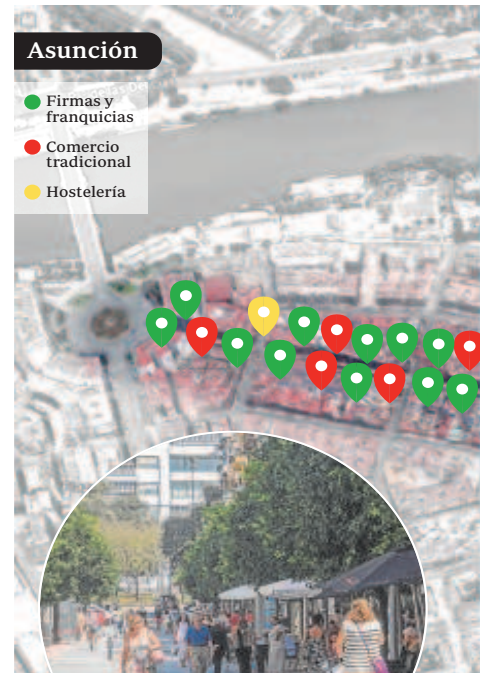 Asunción
Firmas y
franquicias
Comercio
tradicional
Hostelería